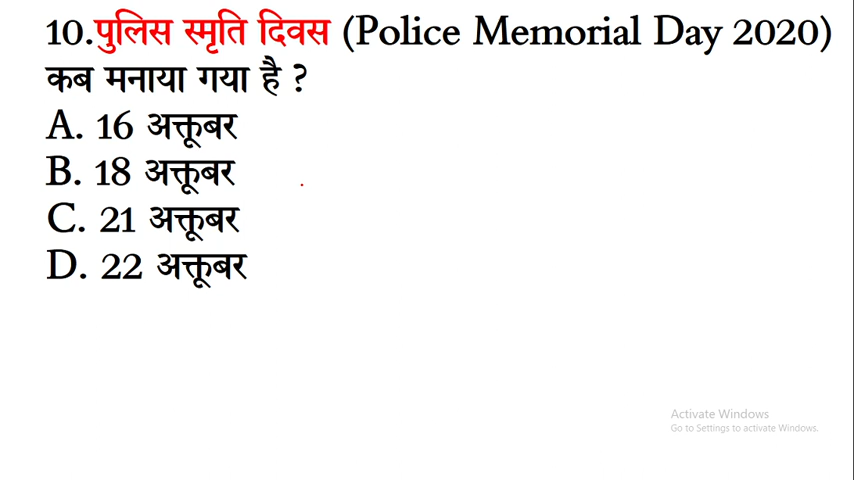 10.पुलिस स्मृति दिवस (Police Memorial Day 2020)
कब मनाया गया है ?
A. 16 अक्तूबर
B. 18 अक्तूबर
C. 21 अक्तूबर
D. 22 अक्तूबर
Activate Windows
Go to Settings to activate Windows.